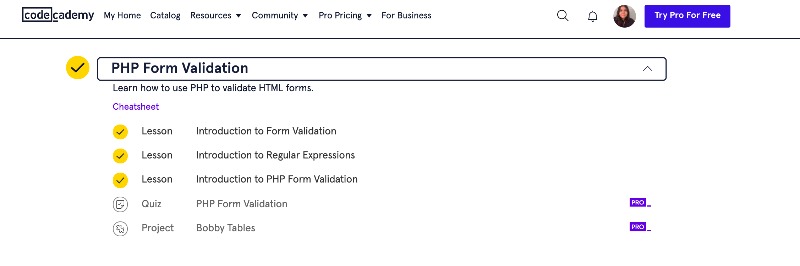 codecademy My Home Catalog Resources Community Pro Pricing For Business Try Pro For Free
PHP Form Validation
Learn how to use PHP to validate HTML forms.
Cheatsheet
Lesson Introduction to Form Validation
Lesson Introduction to Regular Expressions
Lesson Introduction to PHP Form Validation
Quiz PHP Form Validation PRO
Project Bobby Tables PRO